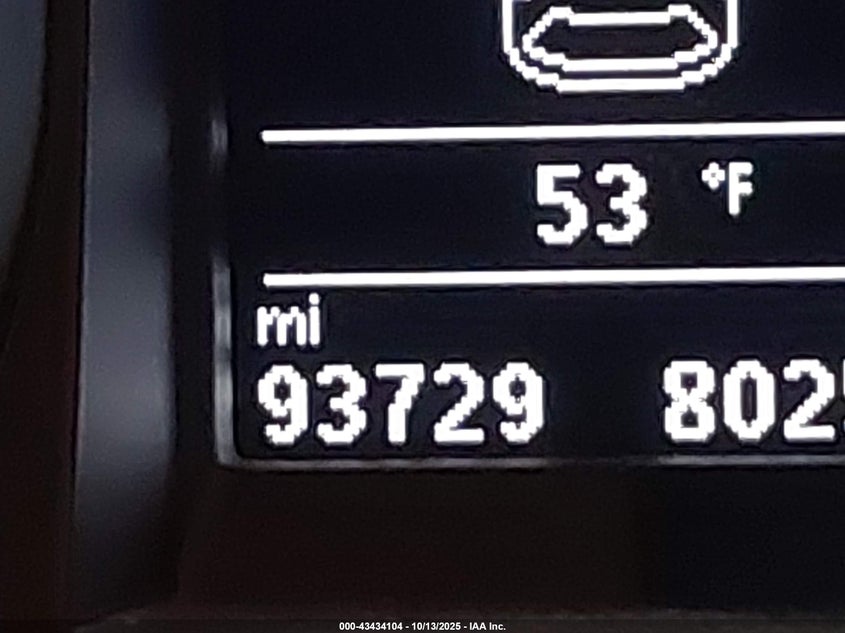 53 °F
mi
93729 802
000-43434104 - 10/13/2025 - IAA Inc.